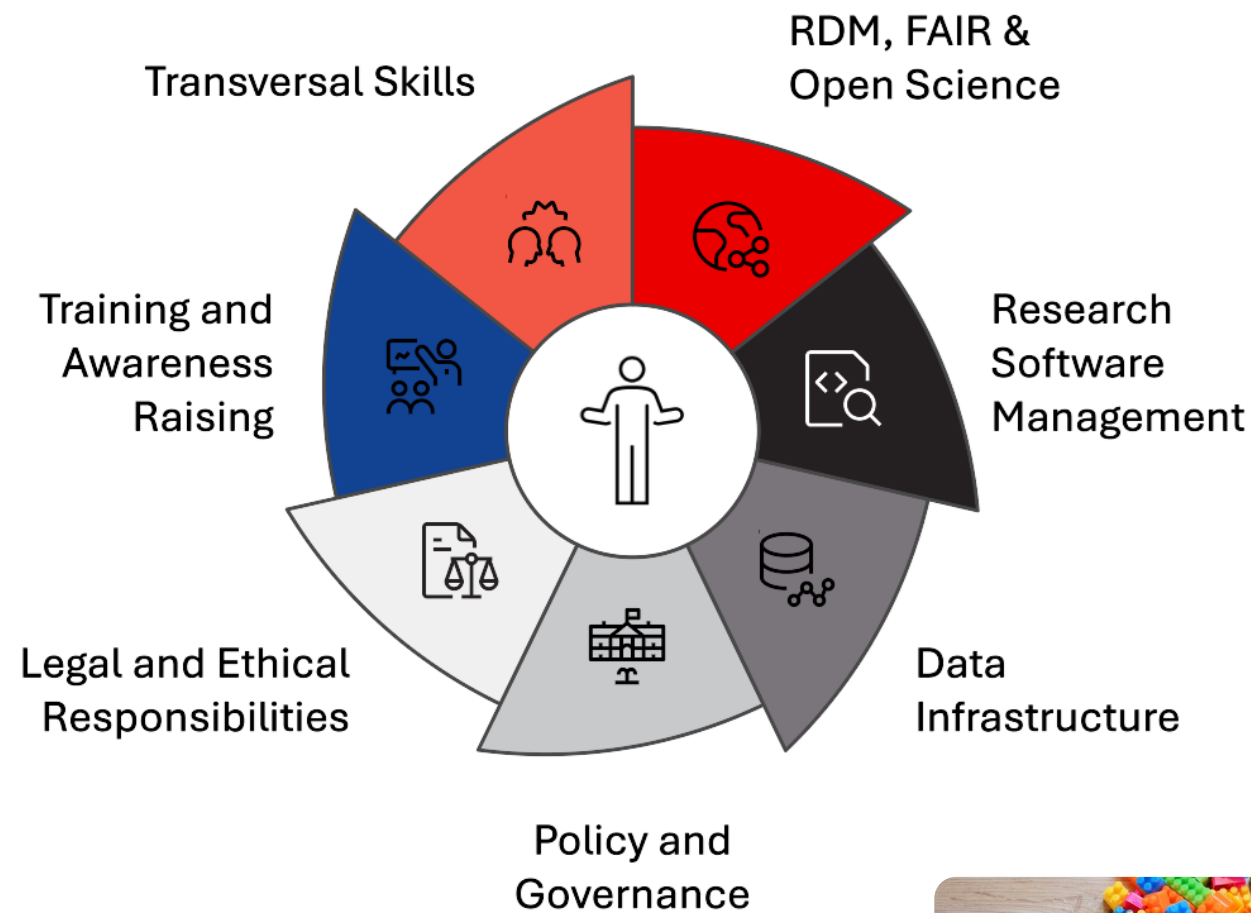 Transversal Skills
RDM, FAIR &
Open Science
Training and
Awareness
Raising
Research
Software
Management
Legal and Ethical
Responsibilities
Data
Infrastructure
Policy and
Governance